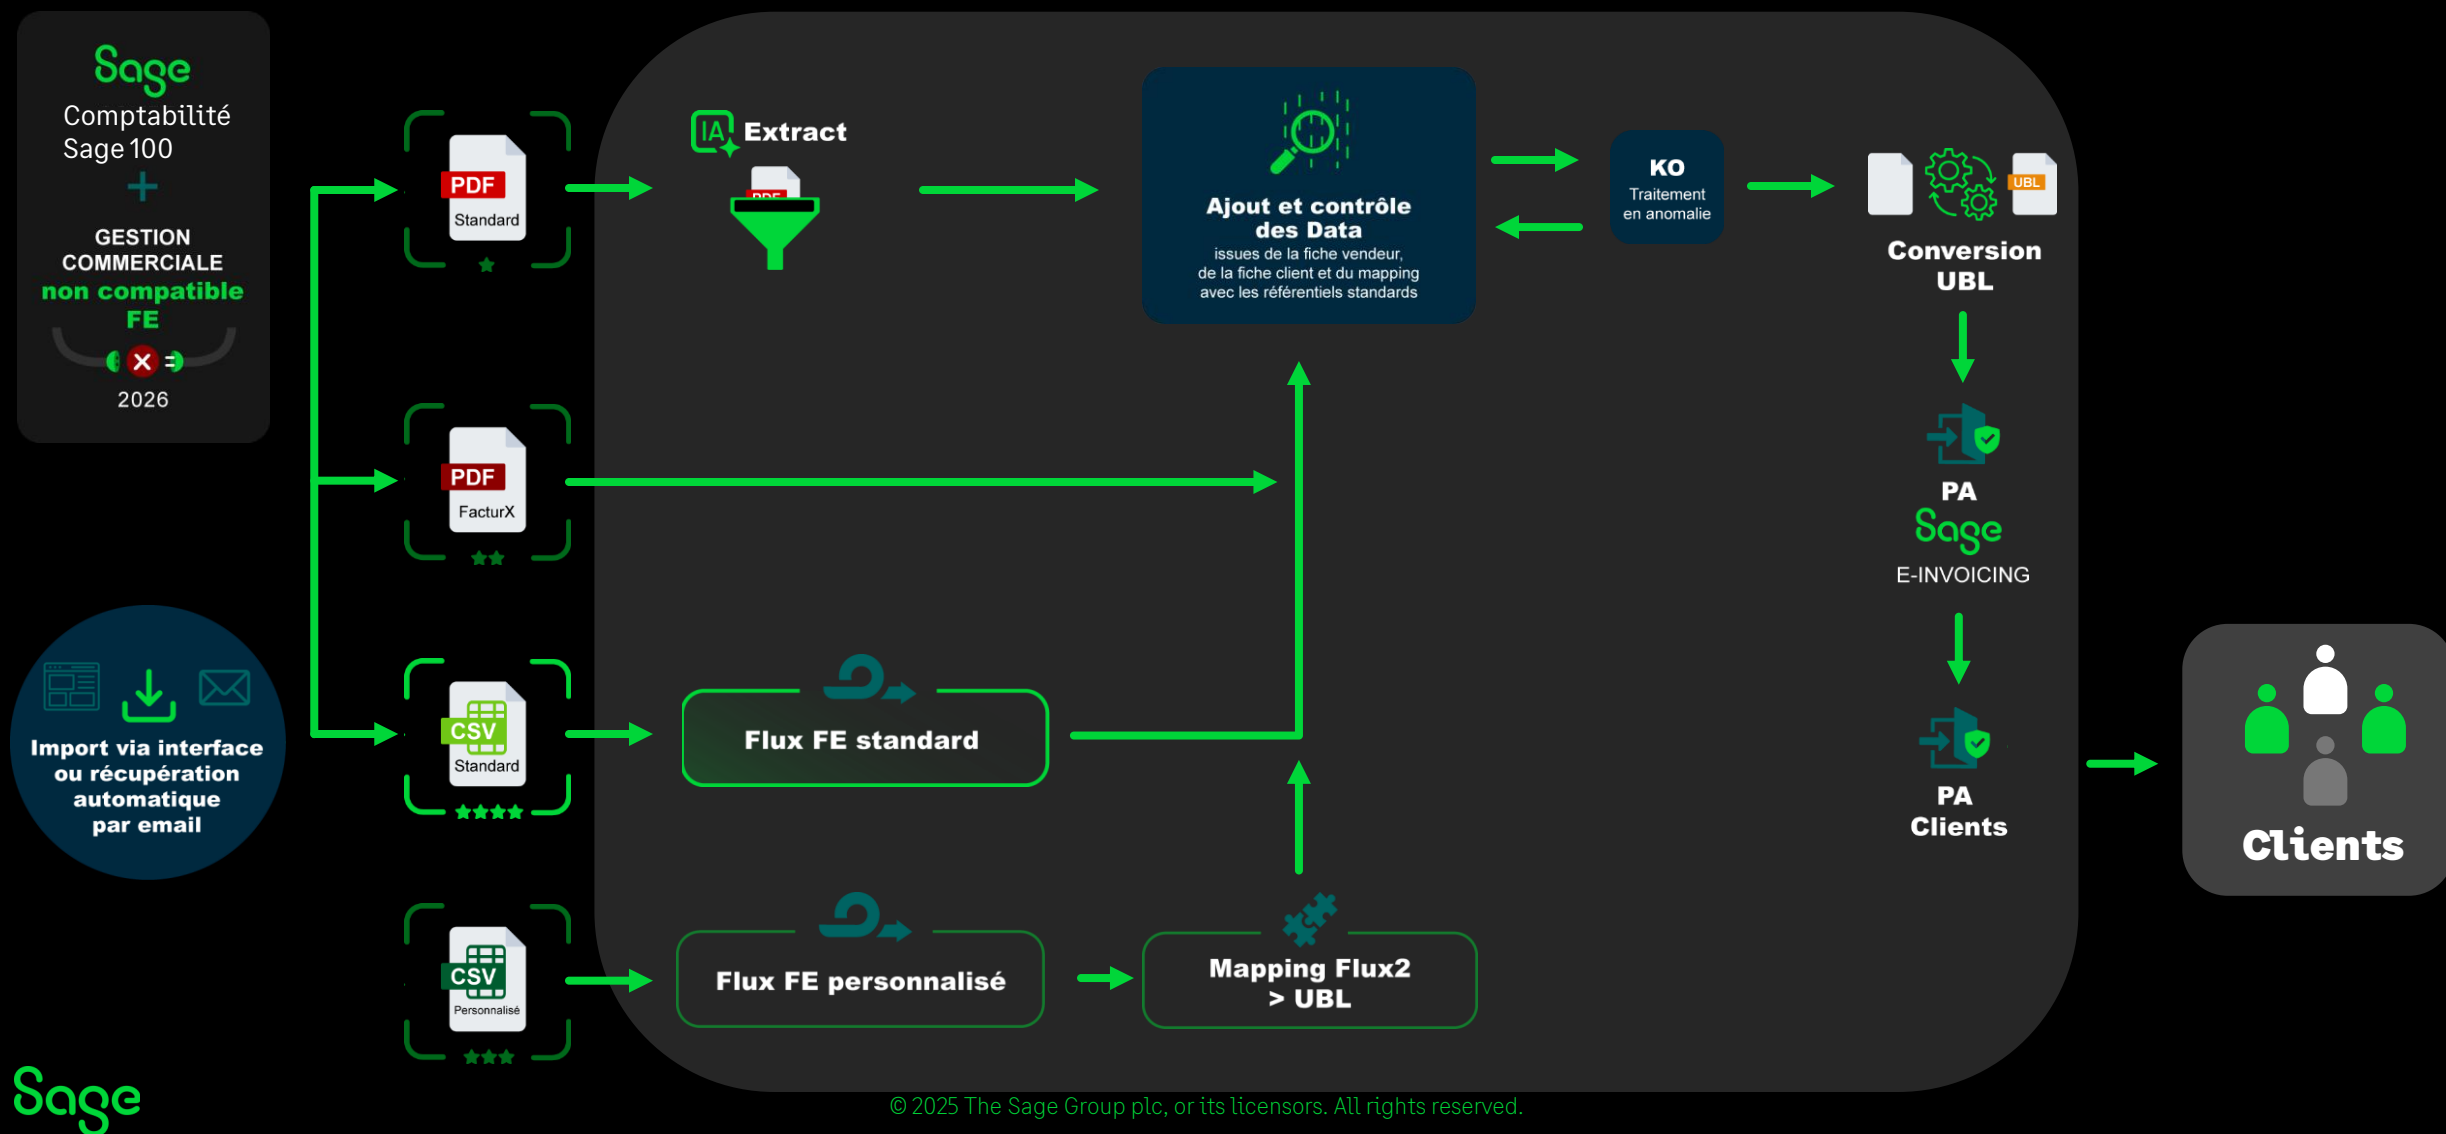 Sage
Comptabilité
Sage 100
GESTION
COMMERCIALE
non compatible
FE
2026
Import via interface
ou récupération
automatique
par email
PDF
Standard
PDF
FacturX
CSV
Standard
CSV
Personnalisé
IA
Extract
PDF
Ajout et contrôle
des Data
issues de la fiche vendeur,
de la fiche client et du mapping
avec les référentiels standards
KO
Traitement
en anomalie
UBL
Conversion
UBL
PA
Sage
E-INVOICING
PA
Clients
Flux FE standard
Flux FE personnalisé
Mapping Flux2
> UBL
Clients
Sage
© 2025 The Sage Group plc, or its licensors. All rights reserved.